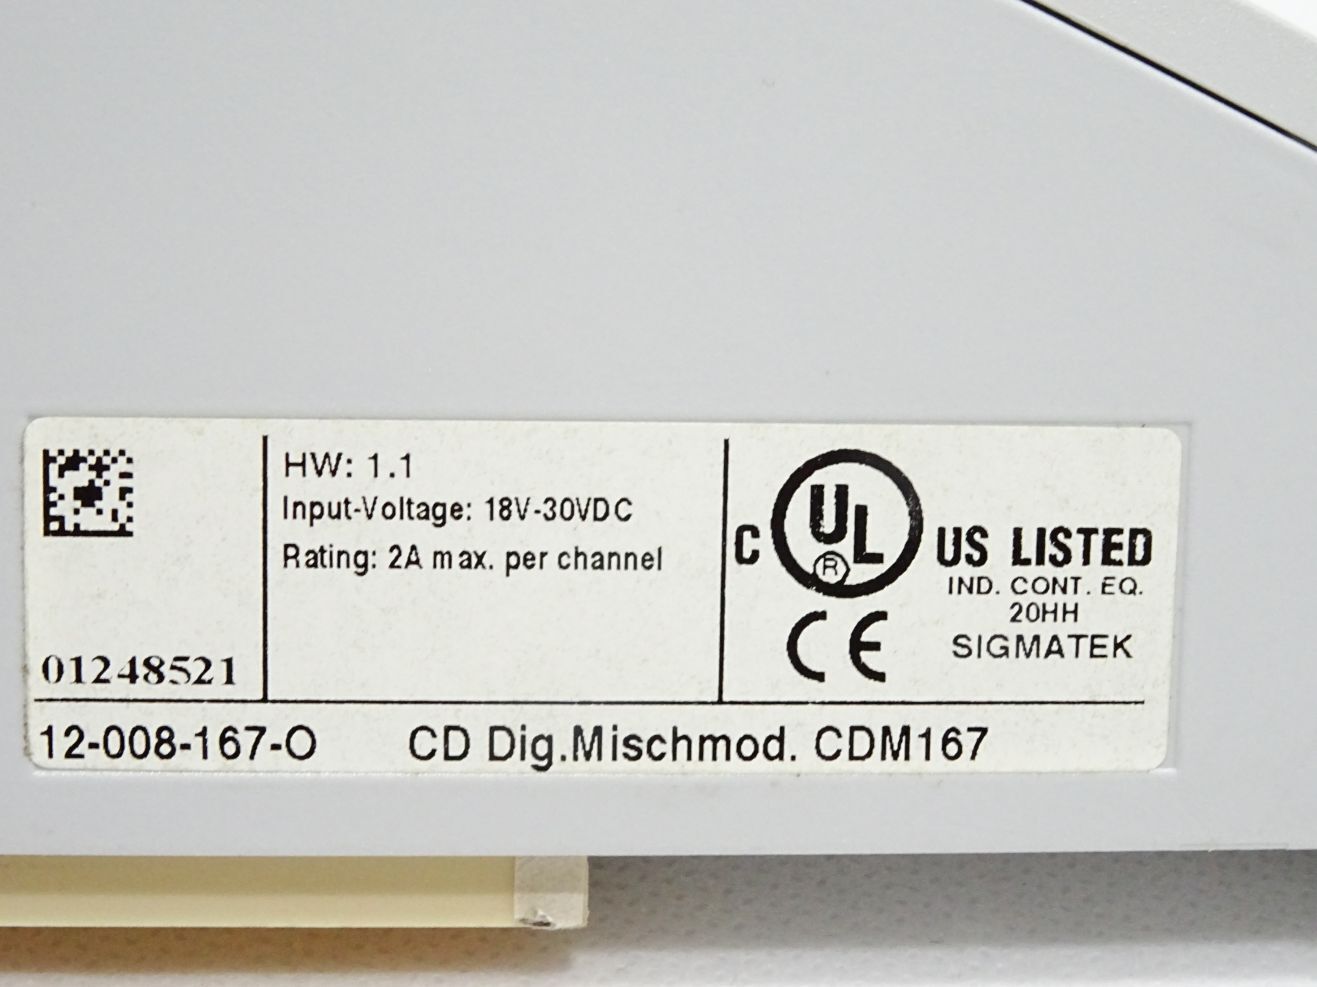 HW: 1.1
Input-Voltage: 18V-30VDC
Rating: 2A max. per channel
01248521
C UL ® US LISTED
IND. CONT. EQ.
20HH
CE SIGMATEK
12-008-167-O CD Dig.Mischmod. CDM167